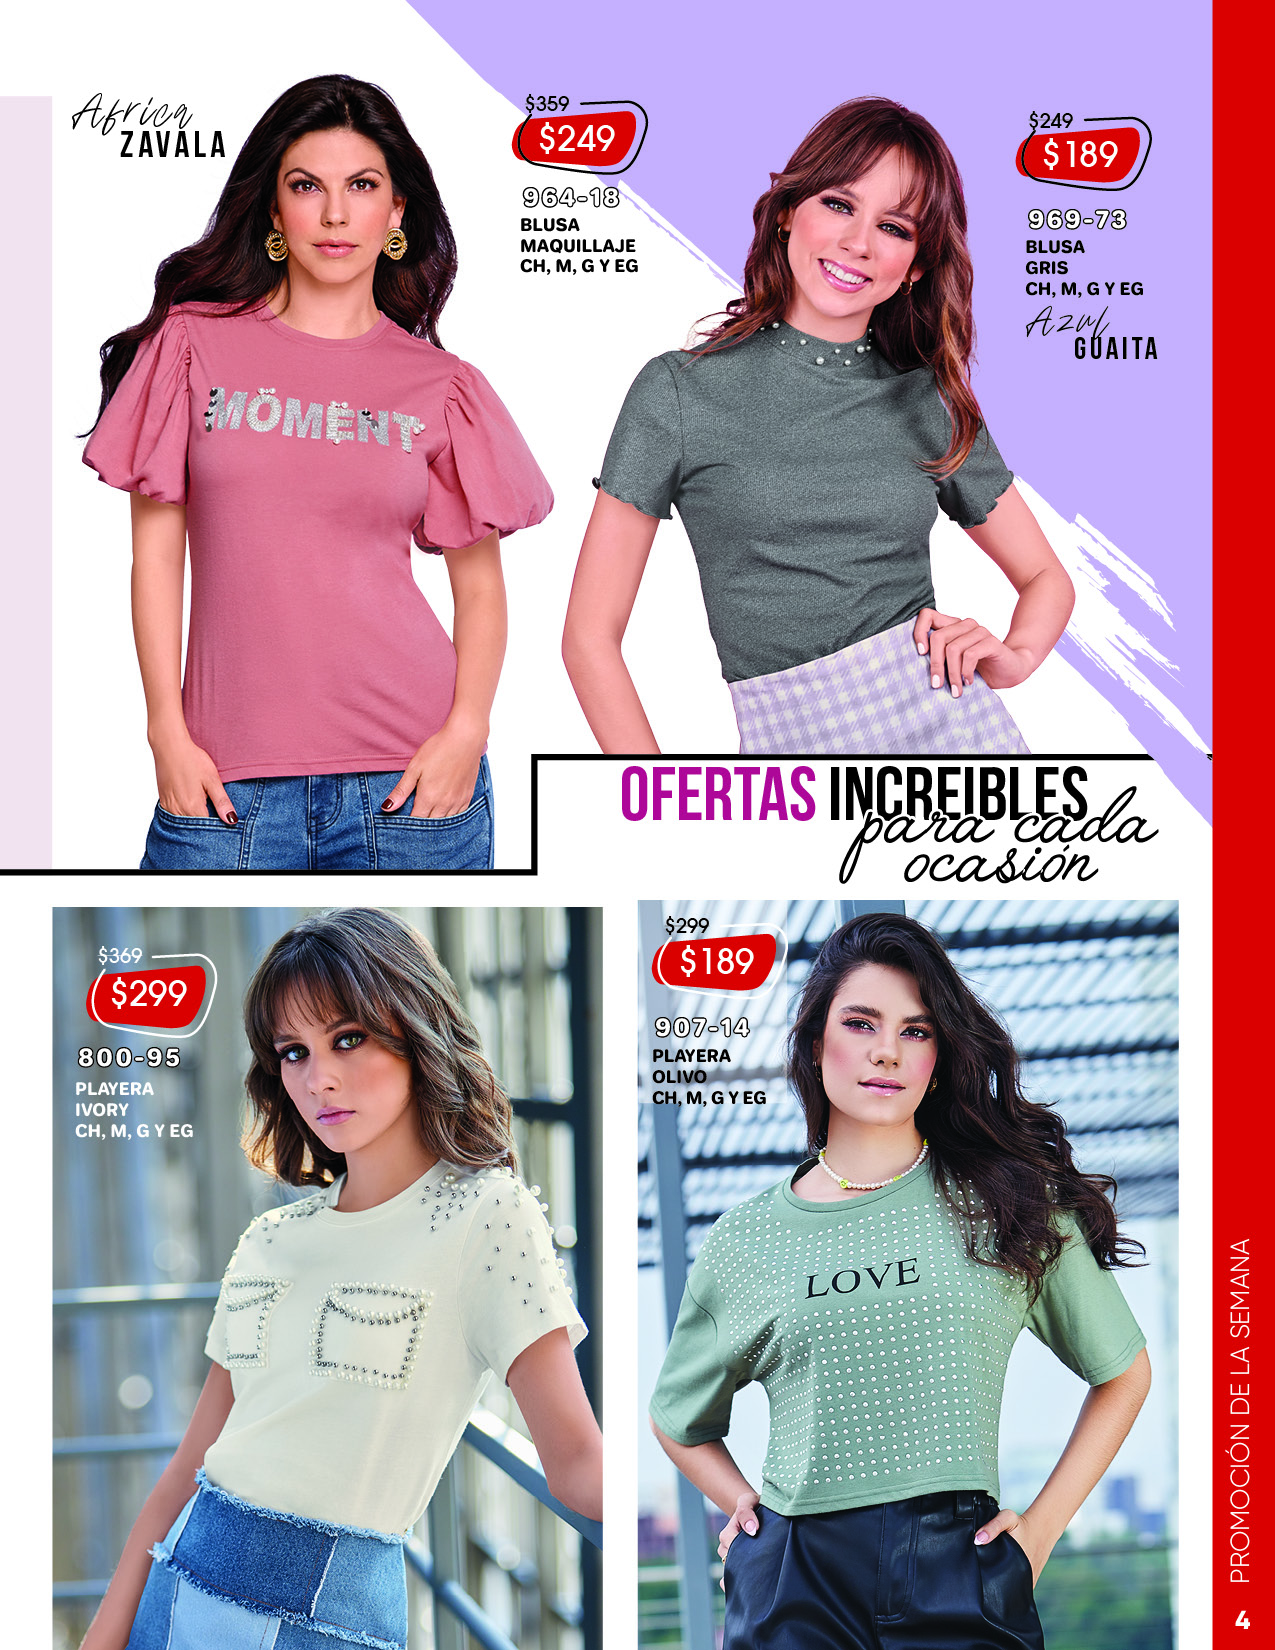 Africa
ZAVALA
$359
$249
964-18
BLUSA
MAQUILLAJE
CH, M, G Y EG
$249
$189
969-73
BLUSA
GRIS
CH, M, G Y EG
Azul
GUAITA
MÖMËNT
OFERTAS INCREIBLES
para cada
ocasión
$369
$299
800-95
PLAYERA
IVORY
CH, M, G Y EG
$299
$189
907-14
PLAYERA
OLIVO
CH, M, G Y EG
LOVE
PROMOCIÓN DE LA SEMANA
4